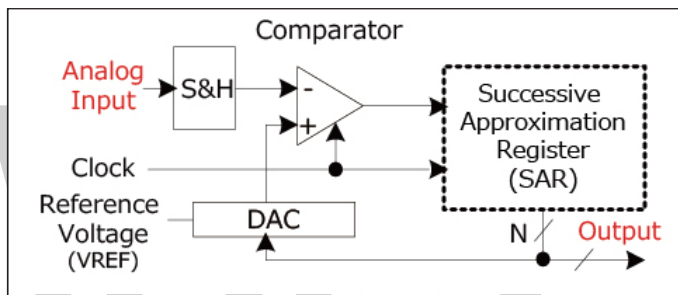 Comparator
Analog
Input
S&H
-
+
Successive
Approximation
Register
(SAR)
Clock
Reference
Voltage
(VREF)
DAC
N
Output